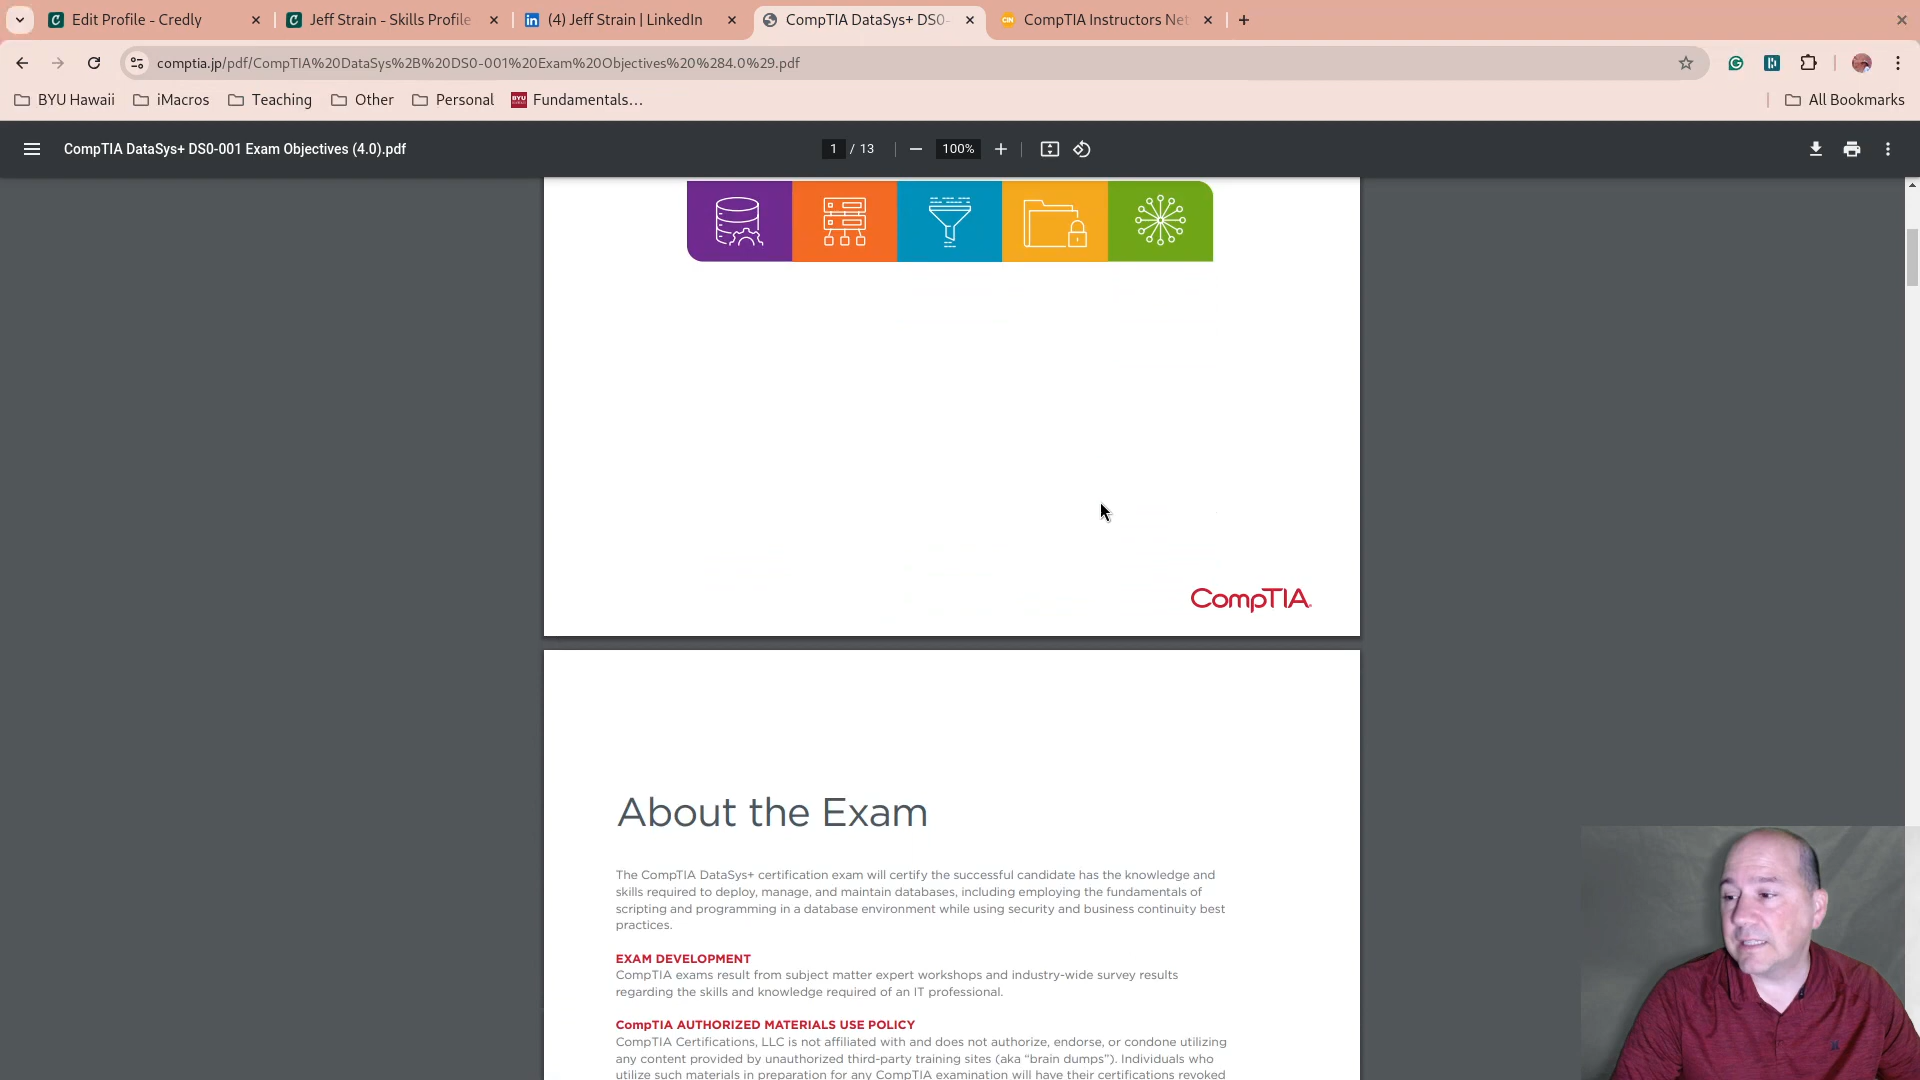 Edit Profile - Credly
Jeff Strain - Skills Profile
(4) Jeff Strain | LinkedIn
CompTIA DataSys+ DS0-
CompTIA Instructors Net
comptia.jp/pdf/CompTIA%20DataSys%2B%20DS0-001%20Exam%20Objectives%20%284.0%29.pdf
BYU Hawaii
iMacros
Teaching
Other
Personal
Fundamentals...
All Bookmarks
CompTIA DataSys+ DS0-001 Exam Objectives (4.0).pdf
1 / 13
100%
CompTIA
About the Exam
The CompTIA DataSys+ certification exam will certify the successful candidate has the knowledge and
skills required to deploy, manage, and maintain databases, including employing the fundamentals of
scripting and programming in a database environment while using security and business continuity best
practices.
EXAM DEVELOPMENT
CompTIA exams result from subject matter expert workshops and industry-wide survey results
regarding the skills and knowledge required of an IT professional.
CompTIA AUTHORIZED MATERIALS USE POLICY
CompTIA Certifications, LLC is not affiliated with and does not authorize, endorse, or condone utilizing
any content provided by unauthorized third-party training sites (aka “brain dumps”). Individuals who
utilize such materials in preparation for any CompTIA examination will have their certifications revoked